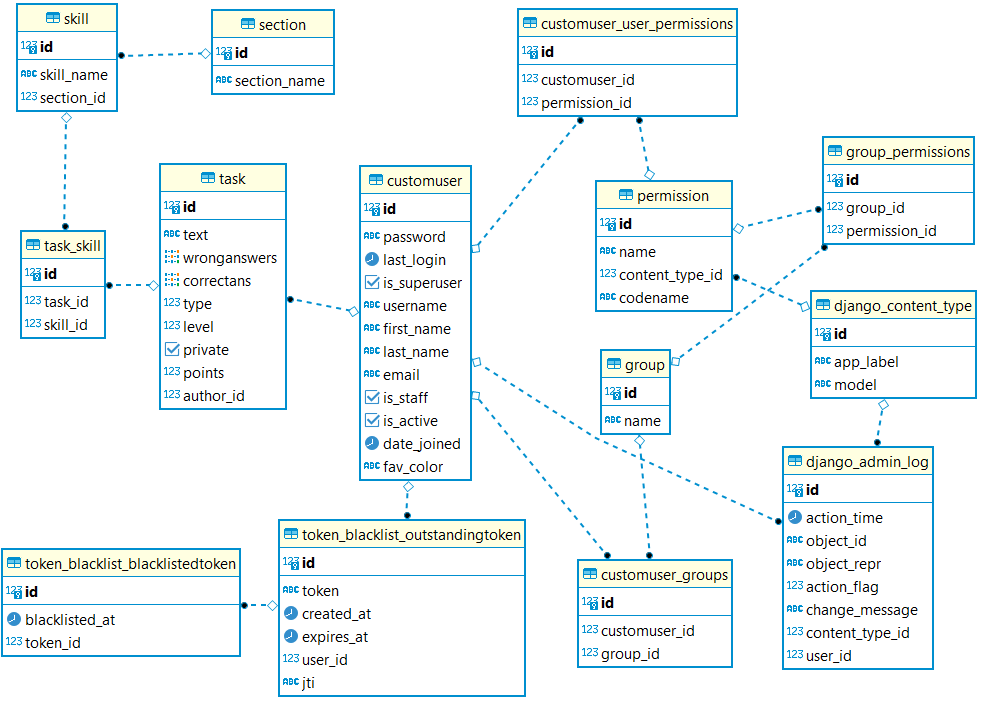 skill
id
skill_name
section_id
section
id
section_name
customuser_user_permissions
id
customuser_id
permission_id
group_permissions
id
group_id
permission_id
task
id
text
wronganswers
correctans
type
level
private
points
author_id
customuser
id
password
last_login
is_superuser
username
first_name
last_name
email
is_staff
is_active
date_joined
fav_color
permission
id
name
content_type_id
codename
task_skill
id
task_id
skill_id
django_content_type
id
app_label
model
group
id
name
django_admin_log
id
action_time
object_id
object_repr
action_flag
change_message
content_type_id
user_id
token_blacklist_outstandingtoken
id
token
created_at
expires_at
user_id
jti
token_blacklist_blacklistedtoken
id
blacklisted_at
token_id
customuser_groups
id
customuser_id
group_id